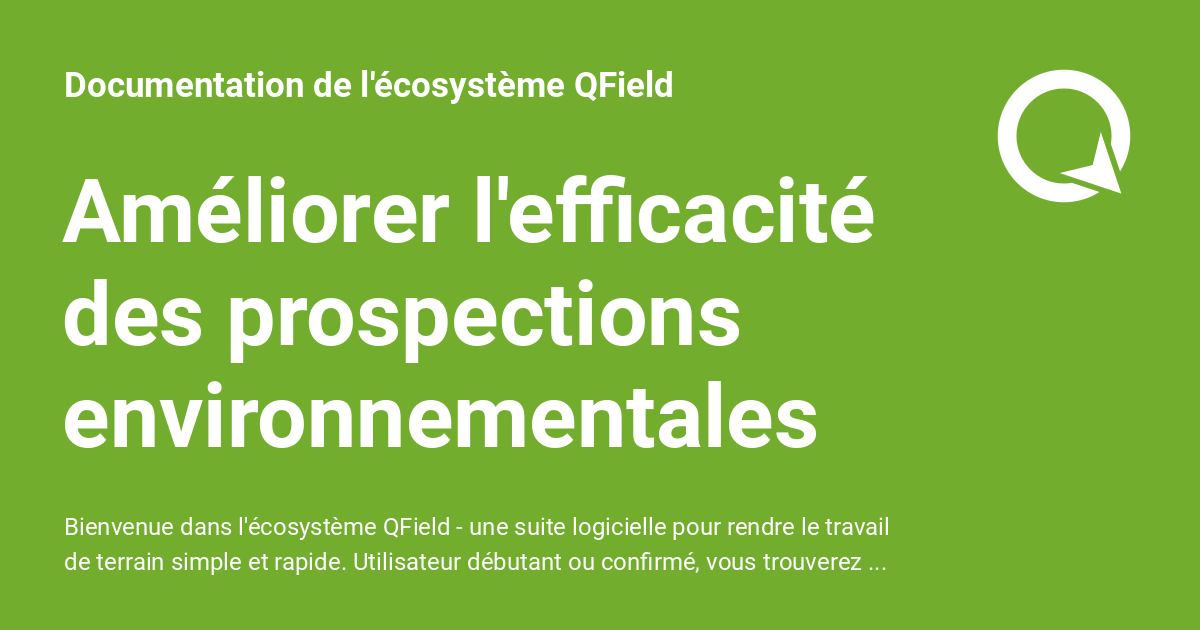 Documentation de l'écosystème QField
Améliorer l'efficacité
des prospections
environnementales
Bienvenue dans l'écosystème QField - une suite logicielle pour rendre le travail
de terrain simple et rapide. Utilisateur débutant ou confirmé, vous trouverez ...